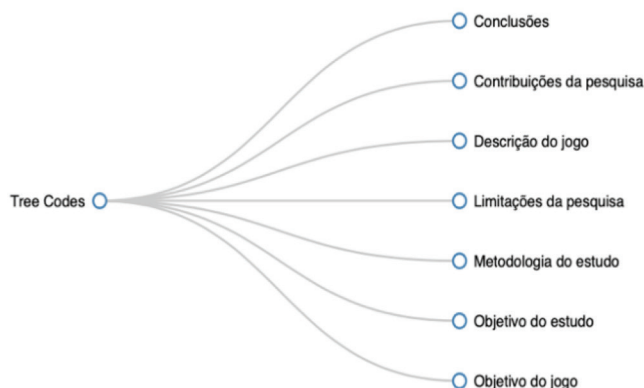 Conclusões
Contribuições da pesquisa
Descrição do jogo
Tree Codes
Limitações da pesquisa
Metodologia do estudo
Objetivo do estudo
Objetivo do jogo